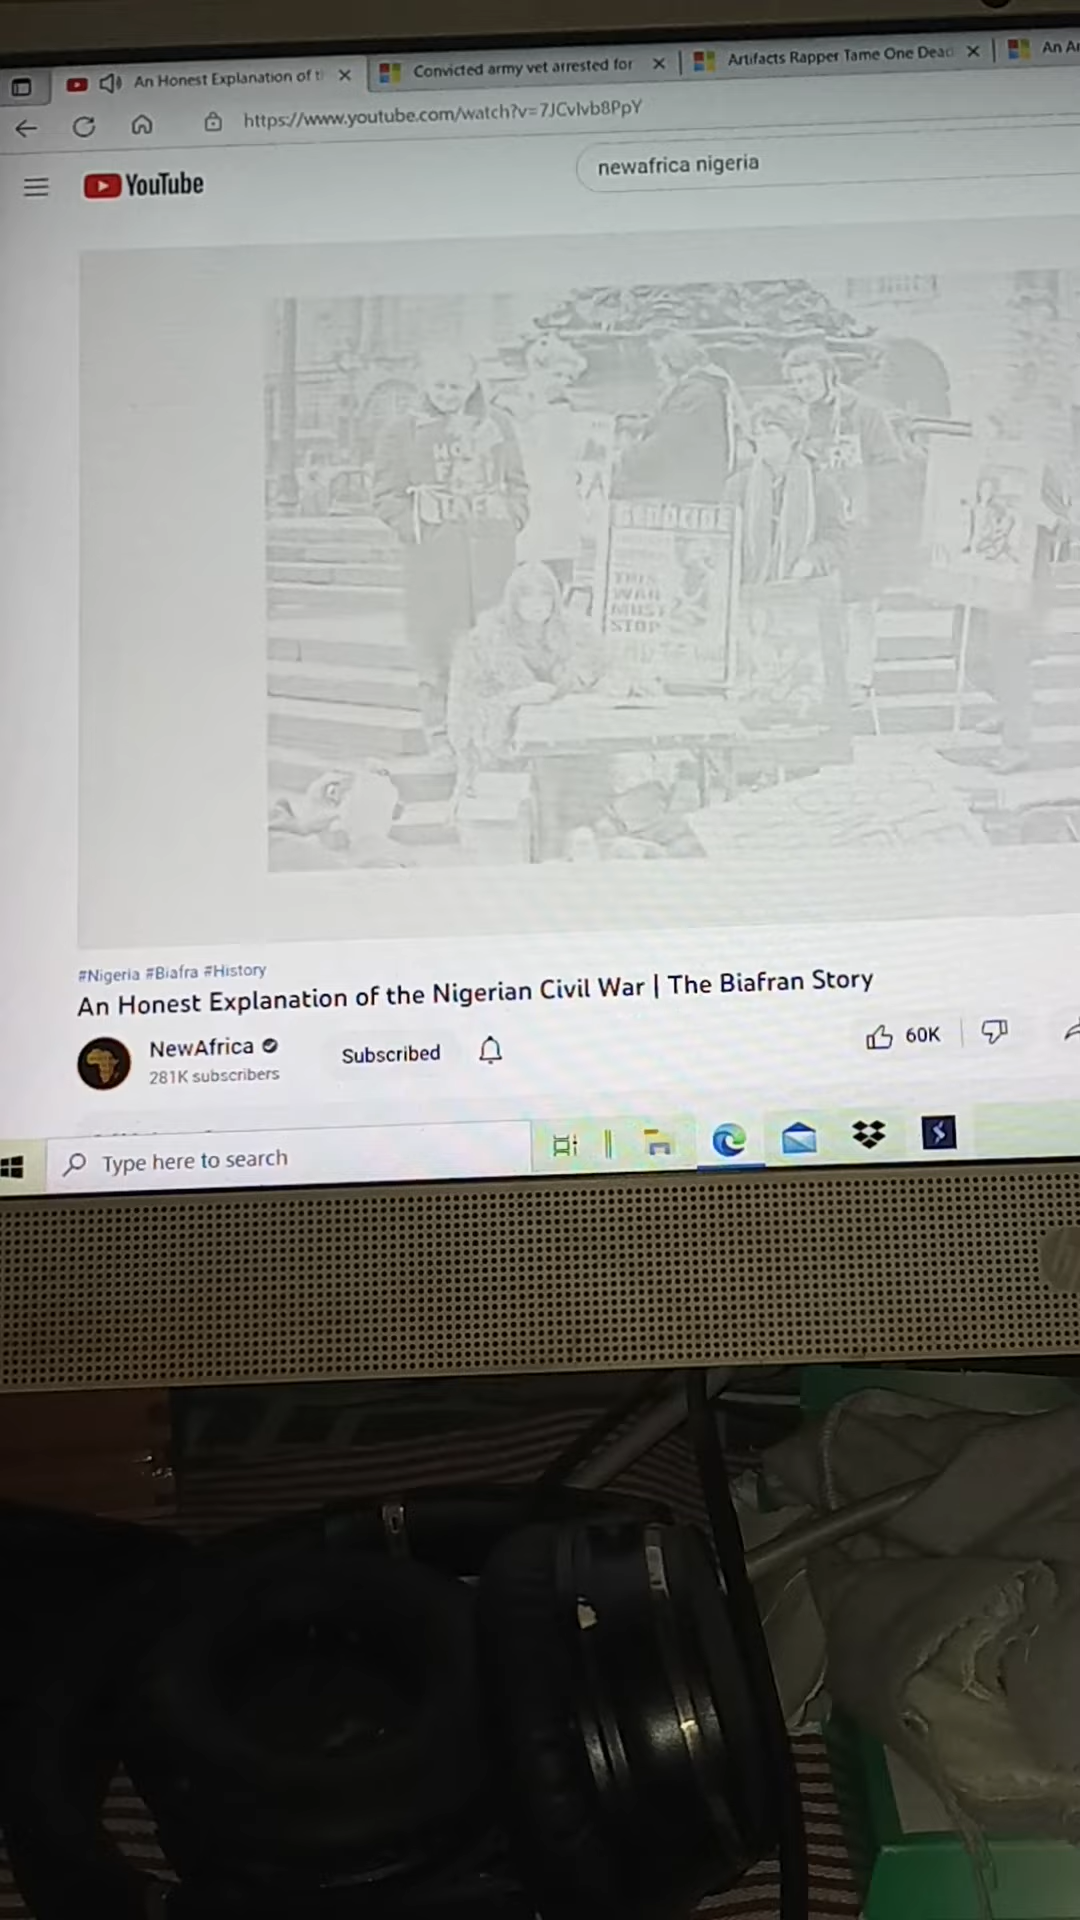 An Honest Explanation of t
Convicted army vet arrested for
Artifacts Rapper Tame One Dead
An Ar
https://www.youtube.com/watch?v=7JCvlvb8PpY
YouTube
newafrica nigeria
GENOCIDE
THIS
WAR
MUST
STOP
#Nigeria #Biafra #History
An Honest Explanation of the Nigerian Civil War | The Biafran Story
NewAfrica
281K subscribers
Subscribed
60K
Type here to search